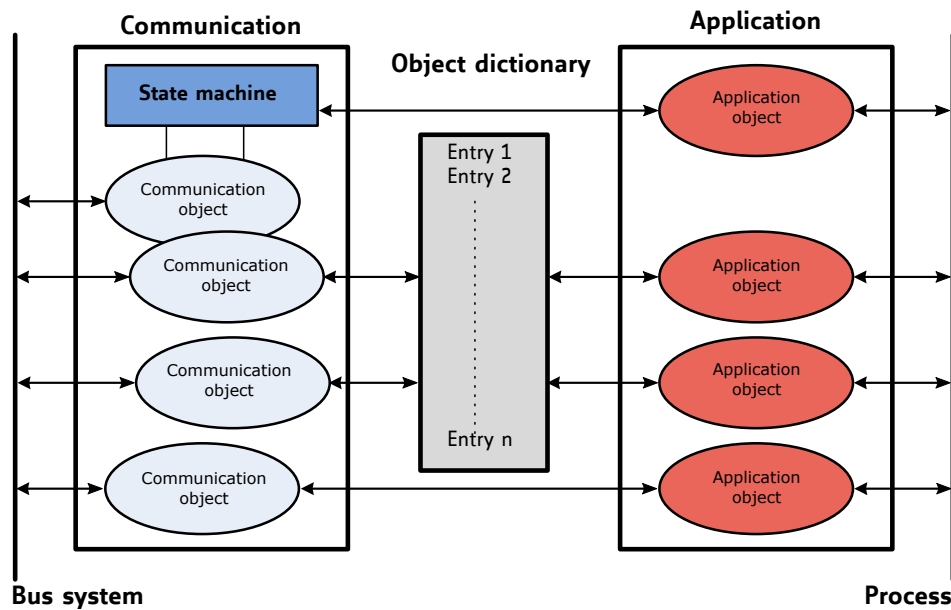 Communication
Application
Object dictionary
State machine
Application
object
Entry 1
Entry 2
Communication
object
Communication
object
Application
object
Communication
object
Application
object
Entry n
Communication
object
Application
object
Bus system
Process